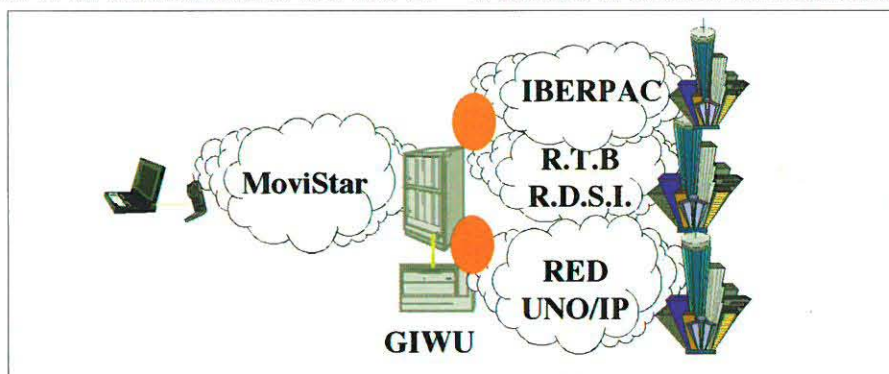 IBERPAC
MoviStar
R.T.B
R.D.S.I.
RED
UNO/IP
GIWU